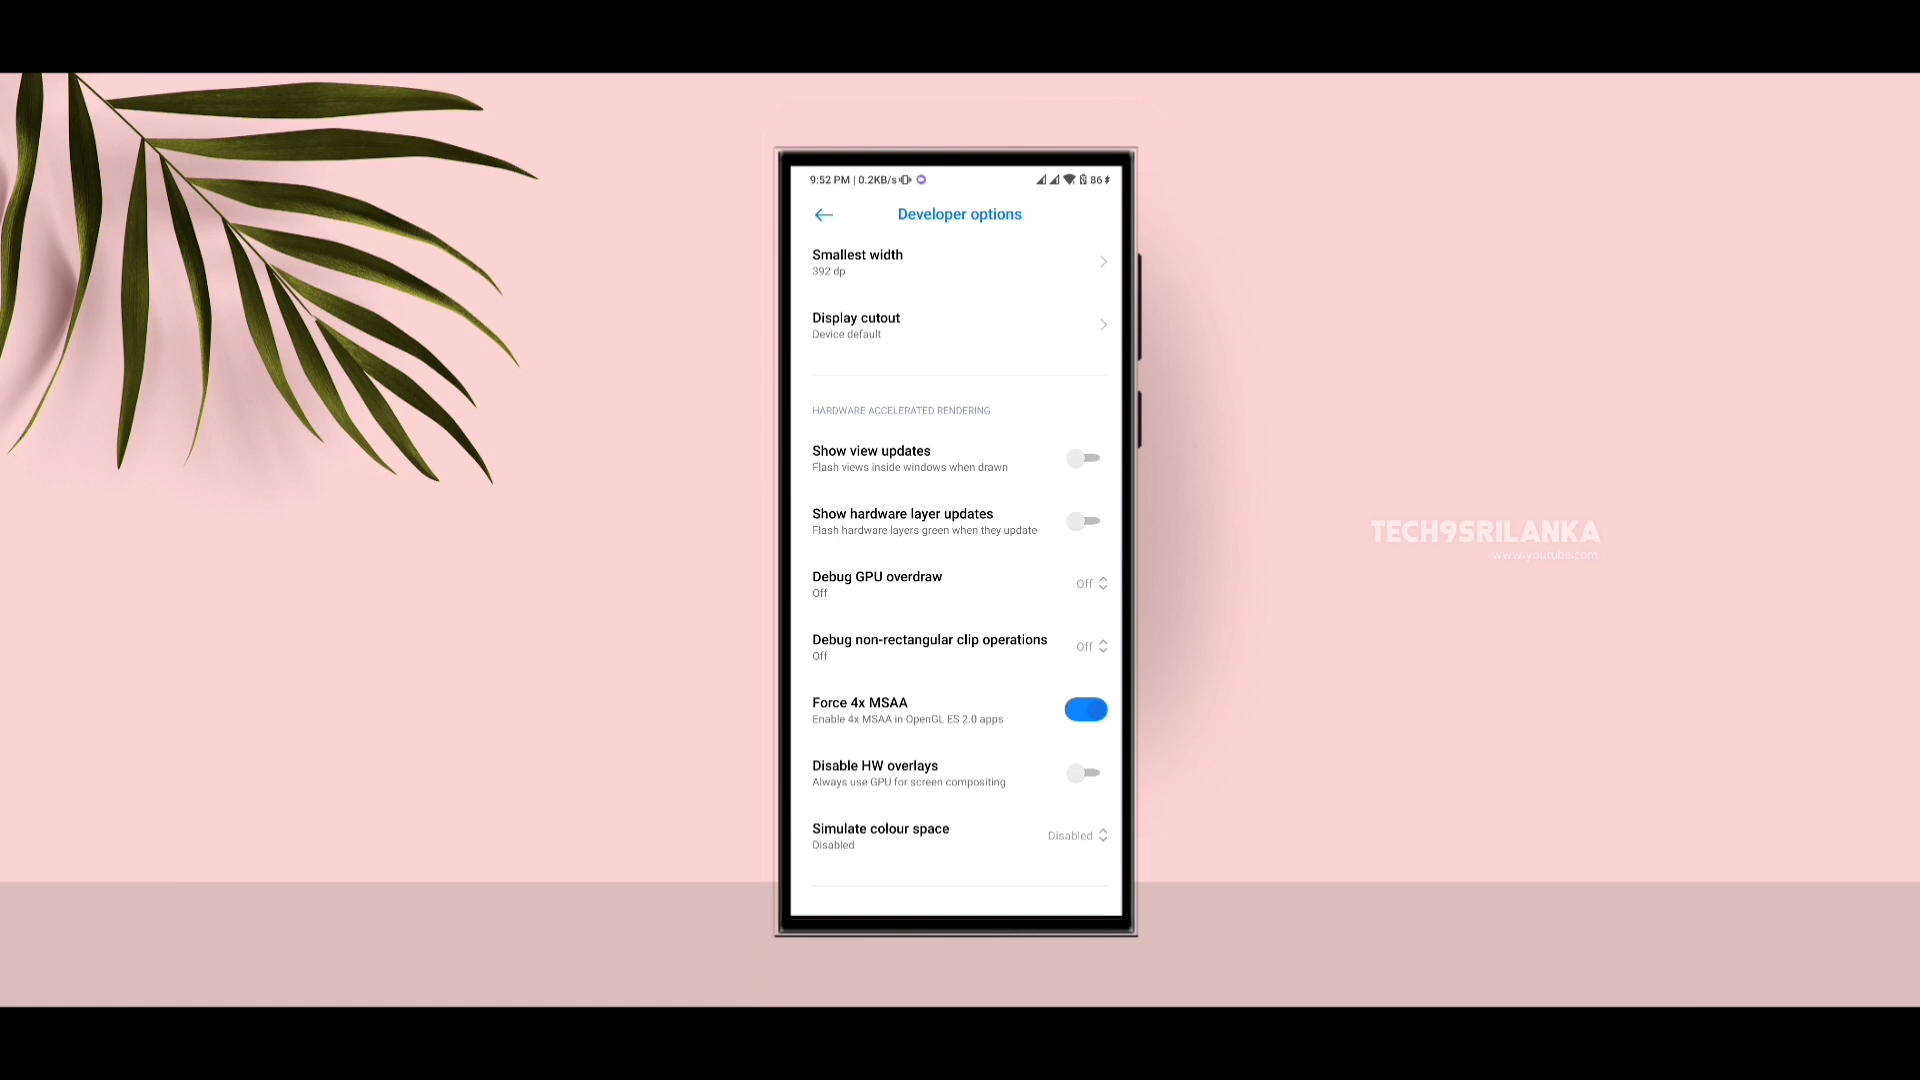 9:52 PM | 0.2KB/s
86
Developer options
Smallest width
392 dp
Display cutout
Device default
HARDWARE ACCELERATED RENDERING
Show view updates
Flash views inside windows when drawn
Show hardware layer updates
Flash hardware layers green when they update
Debug GPU overdraw
Off
Off
Debug non-rectangular clip operations
Off
Off
Force 4x MSAA
Enable 4x MSAA in OpenGL ES 2.0 apps
Disable HW overlays
Always use GPU for screen compositing
Simulate colour space
Disabled
Disabled
TECH9SRILANKA
www.youtube.com